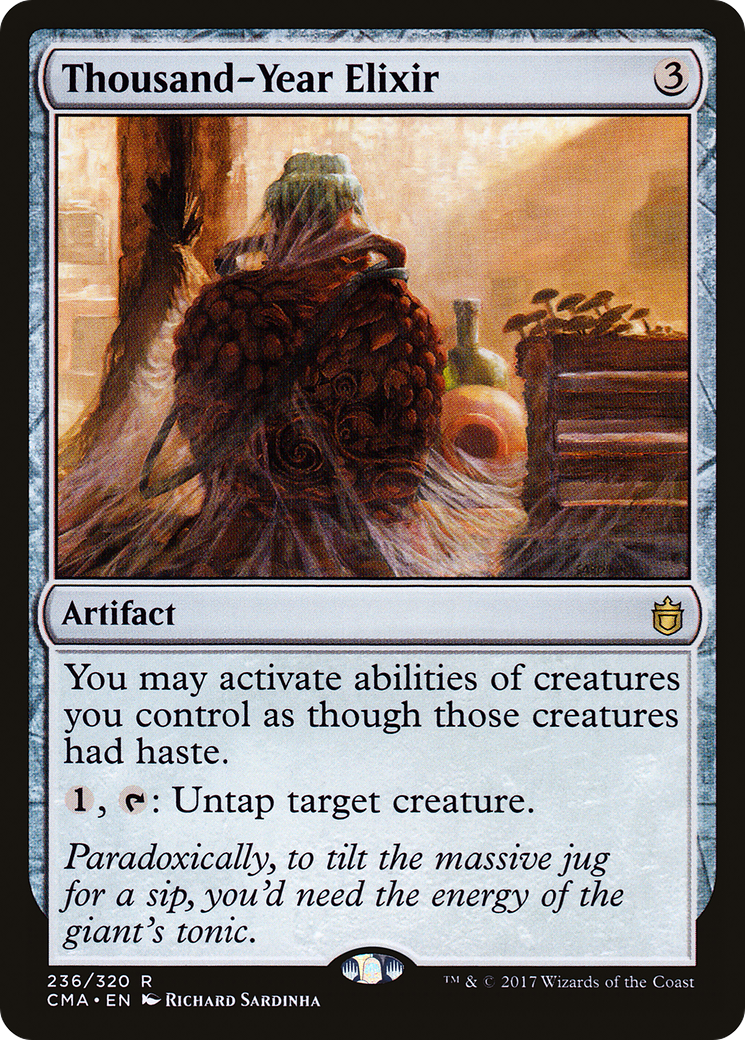 Thousand-Year Elixir 3
Artifact
You may activate abilities of creatures
you control as though those creatures
had haste.
1, : Untap target creature.
Paradoxically, to tilt the massive jug
for a sip, you'd need the energy of the
giant's tonic.
236/320 R
CMA • EN Richard Sardinha
™ & © 2017 Wizards of the Coast